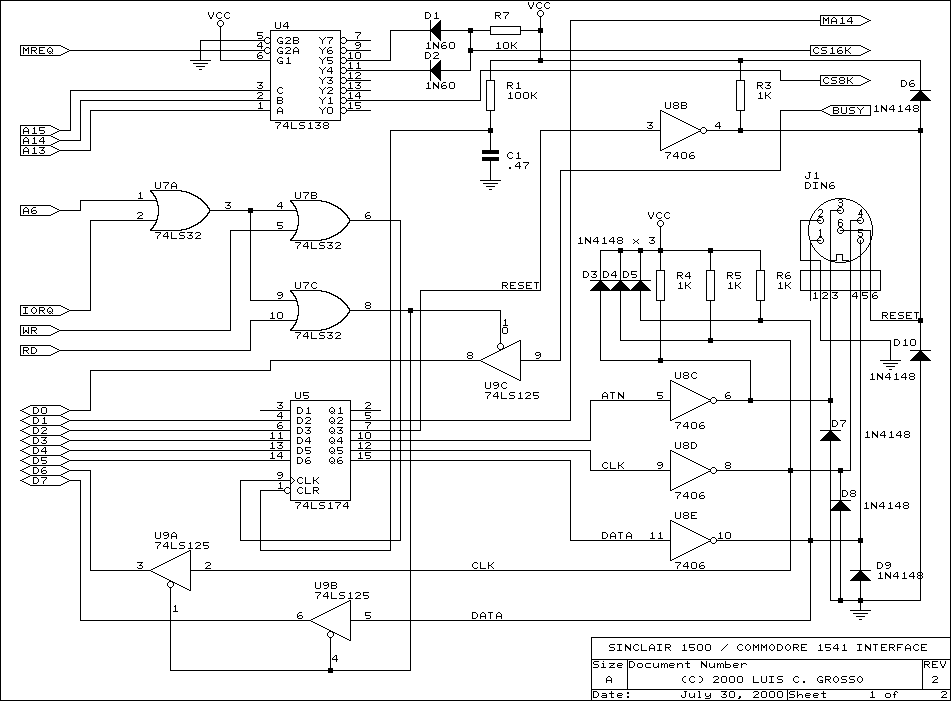 VCC
U4
D1
1N60
D2
1N60
R7
10K
VCC
MA14
CS16K
CS8K
BUSY
MREQ
5 G2B
4 G2A
6 G1
3 C
2 B
1 A
Y7 7
Y6 9
Y5 10
Y4 11
Y3 12
Y2 13
Y1 14
Y0 15
74LS138
A15
A14
A13
R1
100K
C1
.47
R3
1K
D6
1N4148
U8B
3
4
7406
J1
DIN6
2 3 4
1 6 5
1 2 3 4 5 6
RESET
A6
U7A
1
2
3
74LS32
U7B
4
5
6
74LS32
IORQ
WR
RD
U7C
9
10
8
74LS32
VCC
1N4148 x 3
D3 D4 D5
R4
1K
R5
1K
R6
1K
RESET
D10
1N4148
10
8
9
U9C
74LS125
D0
D1
D2
D3
D4
D5
D6
D7
U5
3 D1
4 D2
6 D3
11 D4
13 D5
14 D6
9 CLK
1 CLR
Q1 2
Q2 5
Q3 7
Q4 10
Q5 12
Q6 15
74LS174
ATN
U8C
5
6
7406
CLK
U8D
9
8
7406
DATA
U8E
11
10
7406
D7
1N4148
D8
1N4148
D9
1N4148
U9A
74LS125
3
2
1
CLK
U9B
74LS125
6
5
4
DATA
SINCLAIR 1500 / COMMODORE 1541 INTERFACE
Size Document Number REV
A (C) 2000 LUIS C. GROSSO 2
Date: July 30, 2000 Sheet 1 of 2